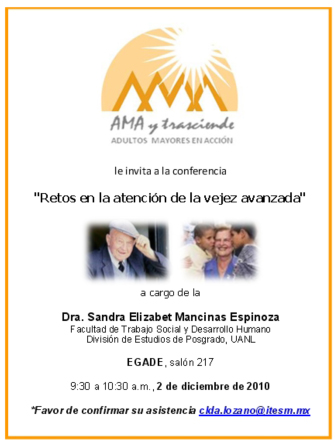 AMA y trasciende
ADULTOS MAYORES EN ACCIÓN
le invita a la conferencia
"Retos en la atención de la vejez avanzada"
a cargo de la
Dra. Sandra Elizabet Mancinas Espinoza
Facultad de Trabajo Social y Desarrollo Humano
División de Estudios de Posgrado, UANL
EGADE, salón 217
9:30 a 10:30 a.m., 2 de diciembre de 2010
*Favor de confirmar su asistencia clda.lozano@itesm.mx